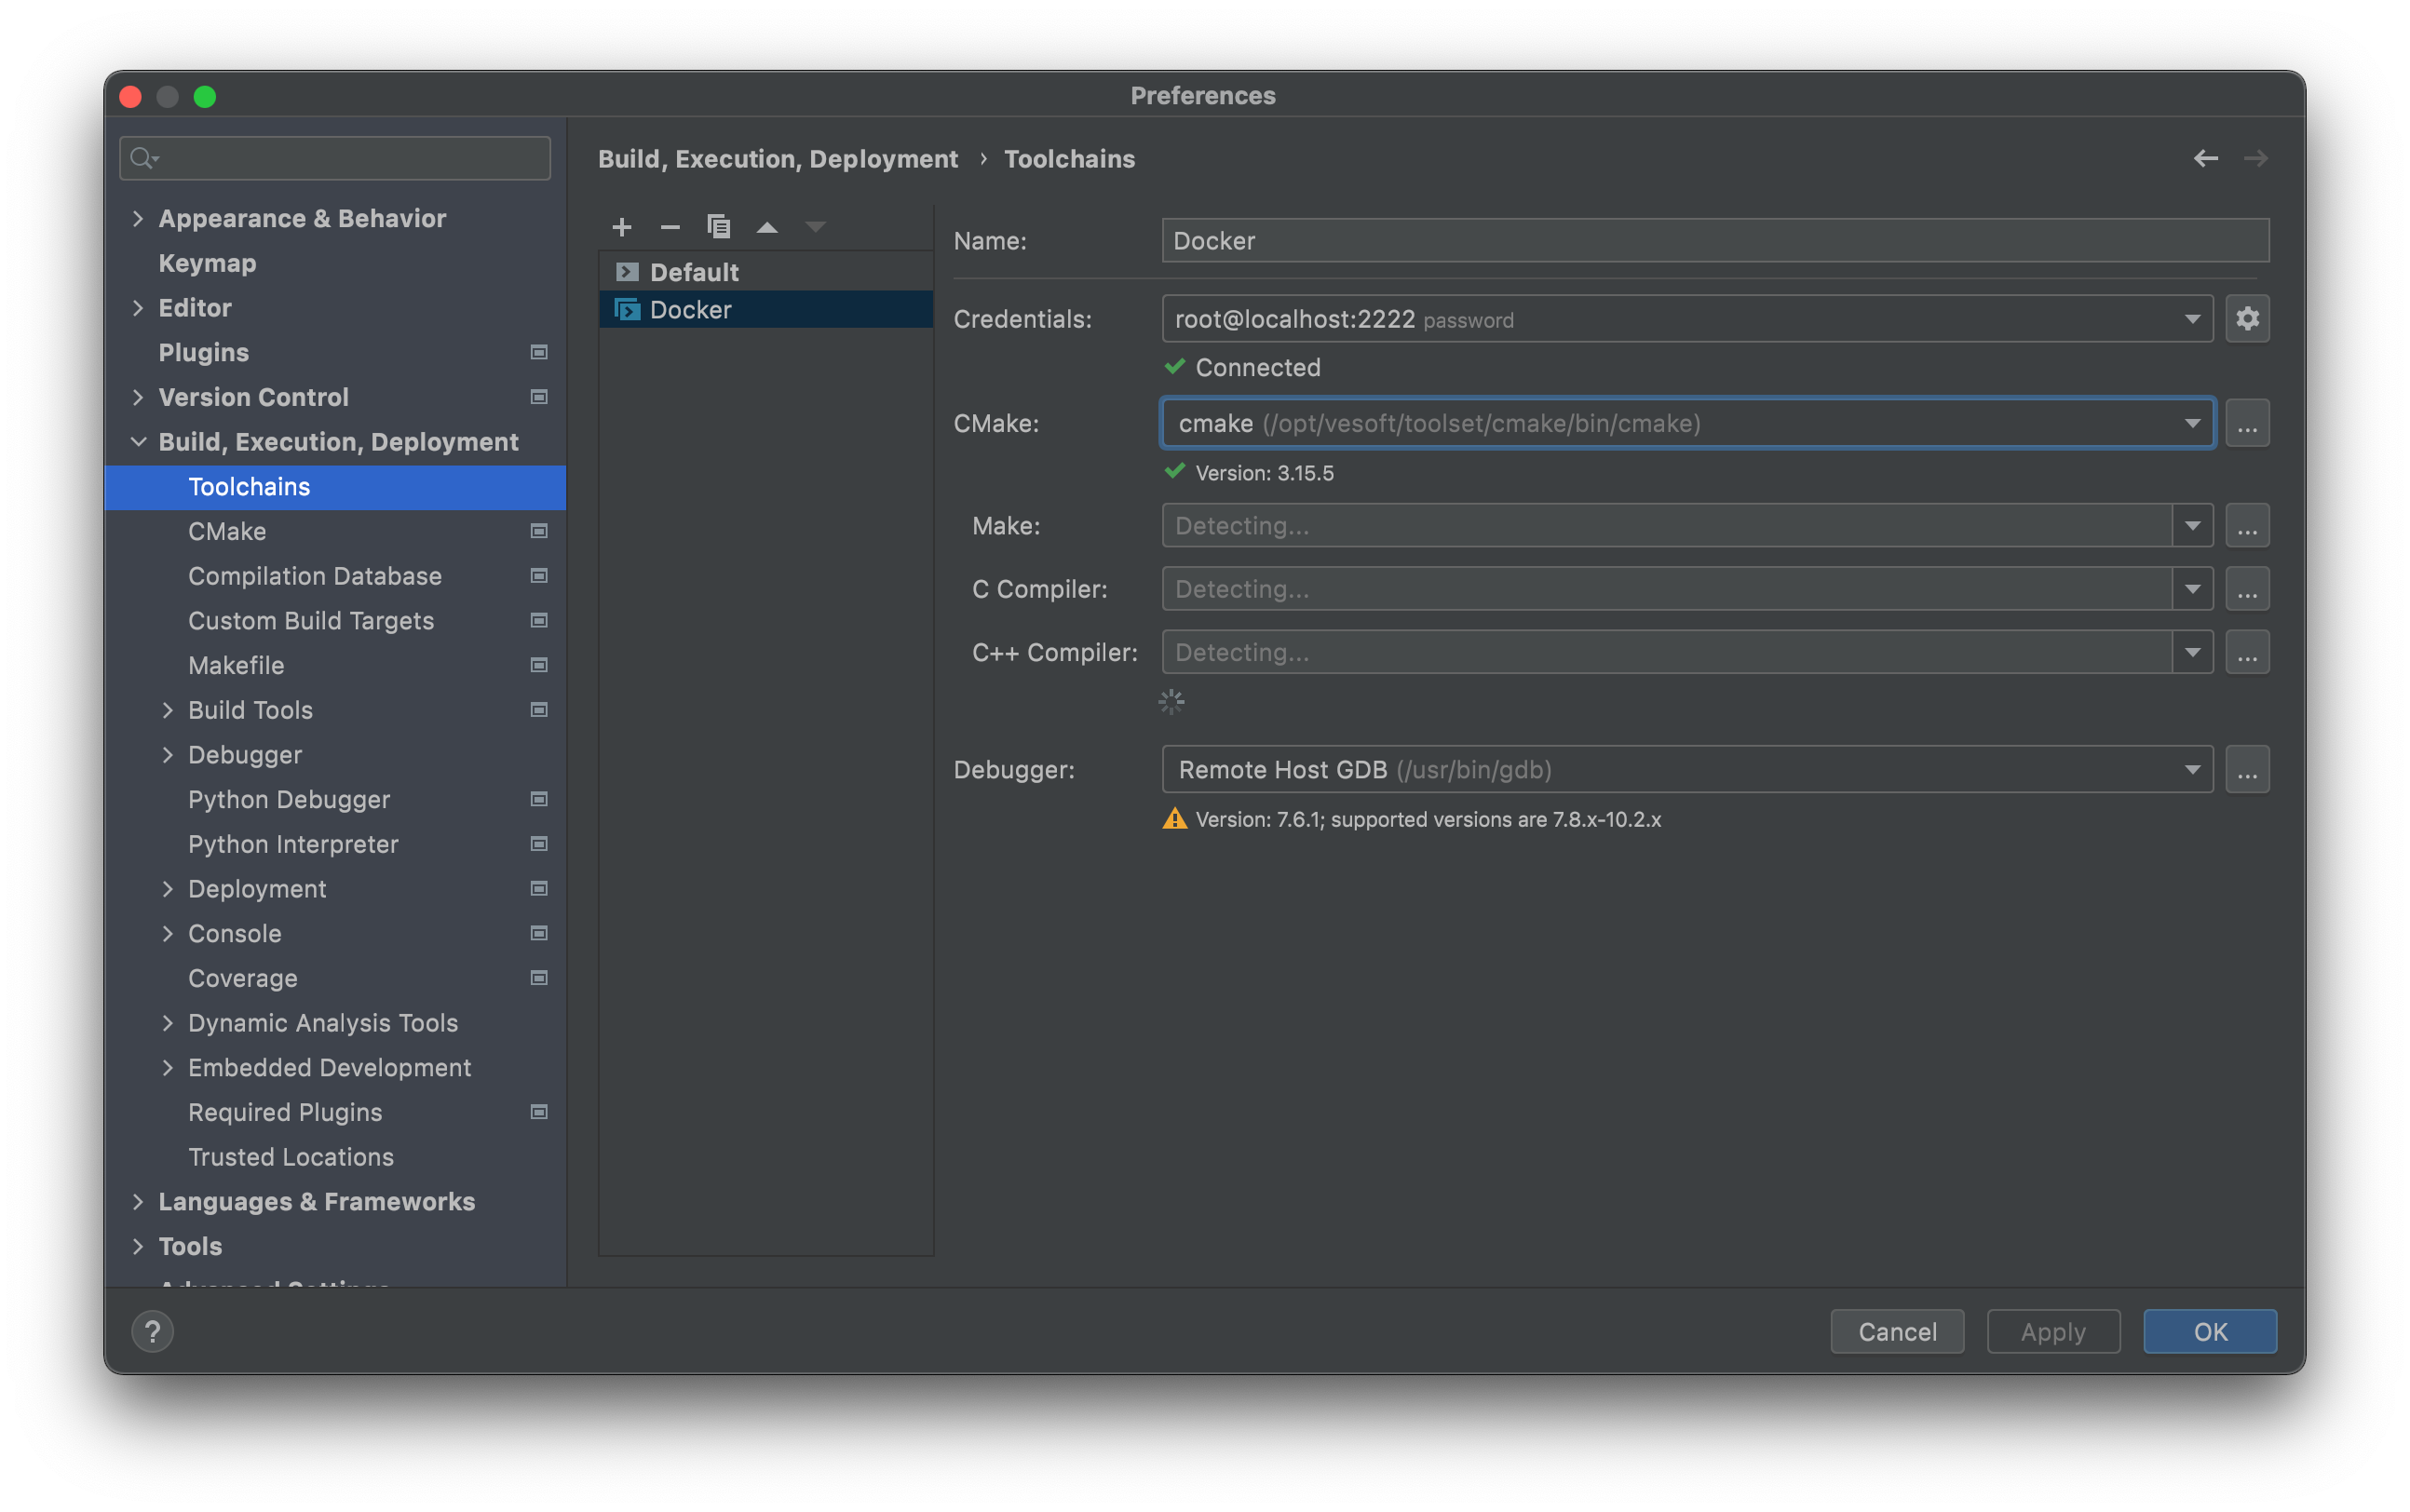 Preferences
Appearance & Behavior
Keymap
Editor
Plugins
Version Control
Build, Execution, Deployment
Toolchains
CMake
Compilation Database
Custom Build Targets
Makefile
Build Tools
Debugger
Python Debugger
Python Interpreter
Deployment
Console
Coverage
Dynamic Analysis Tools
Embedded Development
Required Plugins
Trusted Locations
Languages & Frameworks
Tools
Advanced Settings
Build, Execution, Deployment › Toolchains
Default
Docker
Name: Docker
Credentials: root@localhost:2222 password
Connected
CMake: cmake (/opt/vesoft/toolset/cmake/bin/cmake) ...
Version: 3.15.5
Make: Detecting... ...
C Compiler: Detecting... ...
C++ Compiler: Detecting... ...
Debugger: Remote Host GDB (/usr/bin/gdb) ...
Version: 7.6.1; supported versions are 7.8.x-10.2.x
?
Cancel
Apply
OK